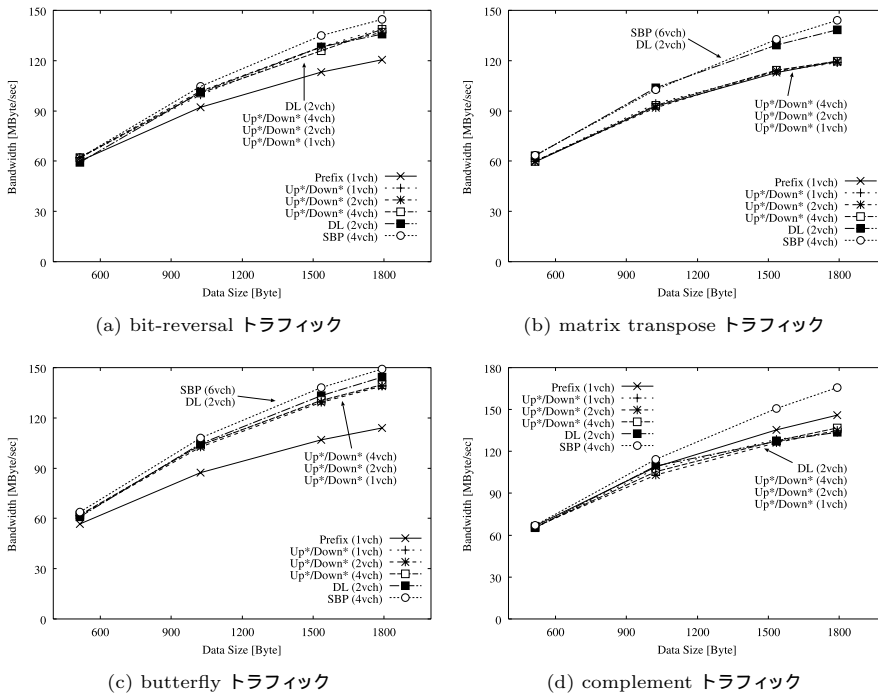 150
120
90
60
30
0
Bandwidth [MByte/sec]
DL (2vch)
Up*/Down* (4vch)
Up*/Down* (2vch)
Up*/Down* (1vch)
Prefix (1vch)
Up*/Down* (1vch)
Up*/Down* (2vch)
Up*/Down* (4vch)
DL (2vch)
SBP (4vch)
600 900 1200 1500 1800
Data Size [Byte]
(a) bit-reversal トラフィック
150
120
90
60
30
0
Bandwidth [MByte/sec]
SBP (6vch)
DL (2vch)
Up*/Down* (4vch)
Up*/Down* (2vch)
Up*/Down* (1vch)
Prefix (1vch)
Up*/Down* (1vch)
Up*/Down* (2vch)
Up*/Down* (4vch)
DL (2vch)
SBP (4vch)
600 900 1200 1500 1800
Data Size [Byte]
(b) matrix transpose トラフィック
150
120
90
60
30
0
Bandwidth [MByte/sec]
SBP (6vch)
DL (2vch)
Up*/Down* (4vch)
Up*/Down* (2vch)
Up*/Down* (1vch)
Prefix (1vch)
Up*/Down* (1vch)
Up*/Down* (2vch)
Up*/Down* (4vch)
DL (2vch)
SBP (4vch)
600 900 1200 1500 1800
Data Size [Byte]
(c) butterfly トラフィック
180
150
120
90
60
30
0
Bandwidth [MByte/sec]
Prefix (1vch)
Up*/Down* (1vch)
Up*/Down* (2vch)
Up*/Down* (4vch)
DL (2vch)
SBP (4vch)
DL (2vch)
Up*/Down* (4vch)
Up*/Down* (2vch)
Up*/Down* (1vch)
600 900 1200 1500 1800
Data Size [Byte]
(d) complement トラフィック